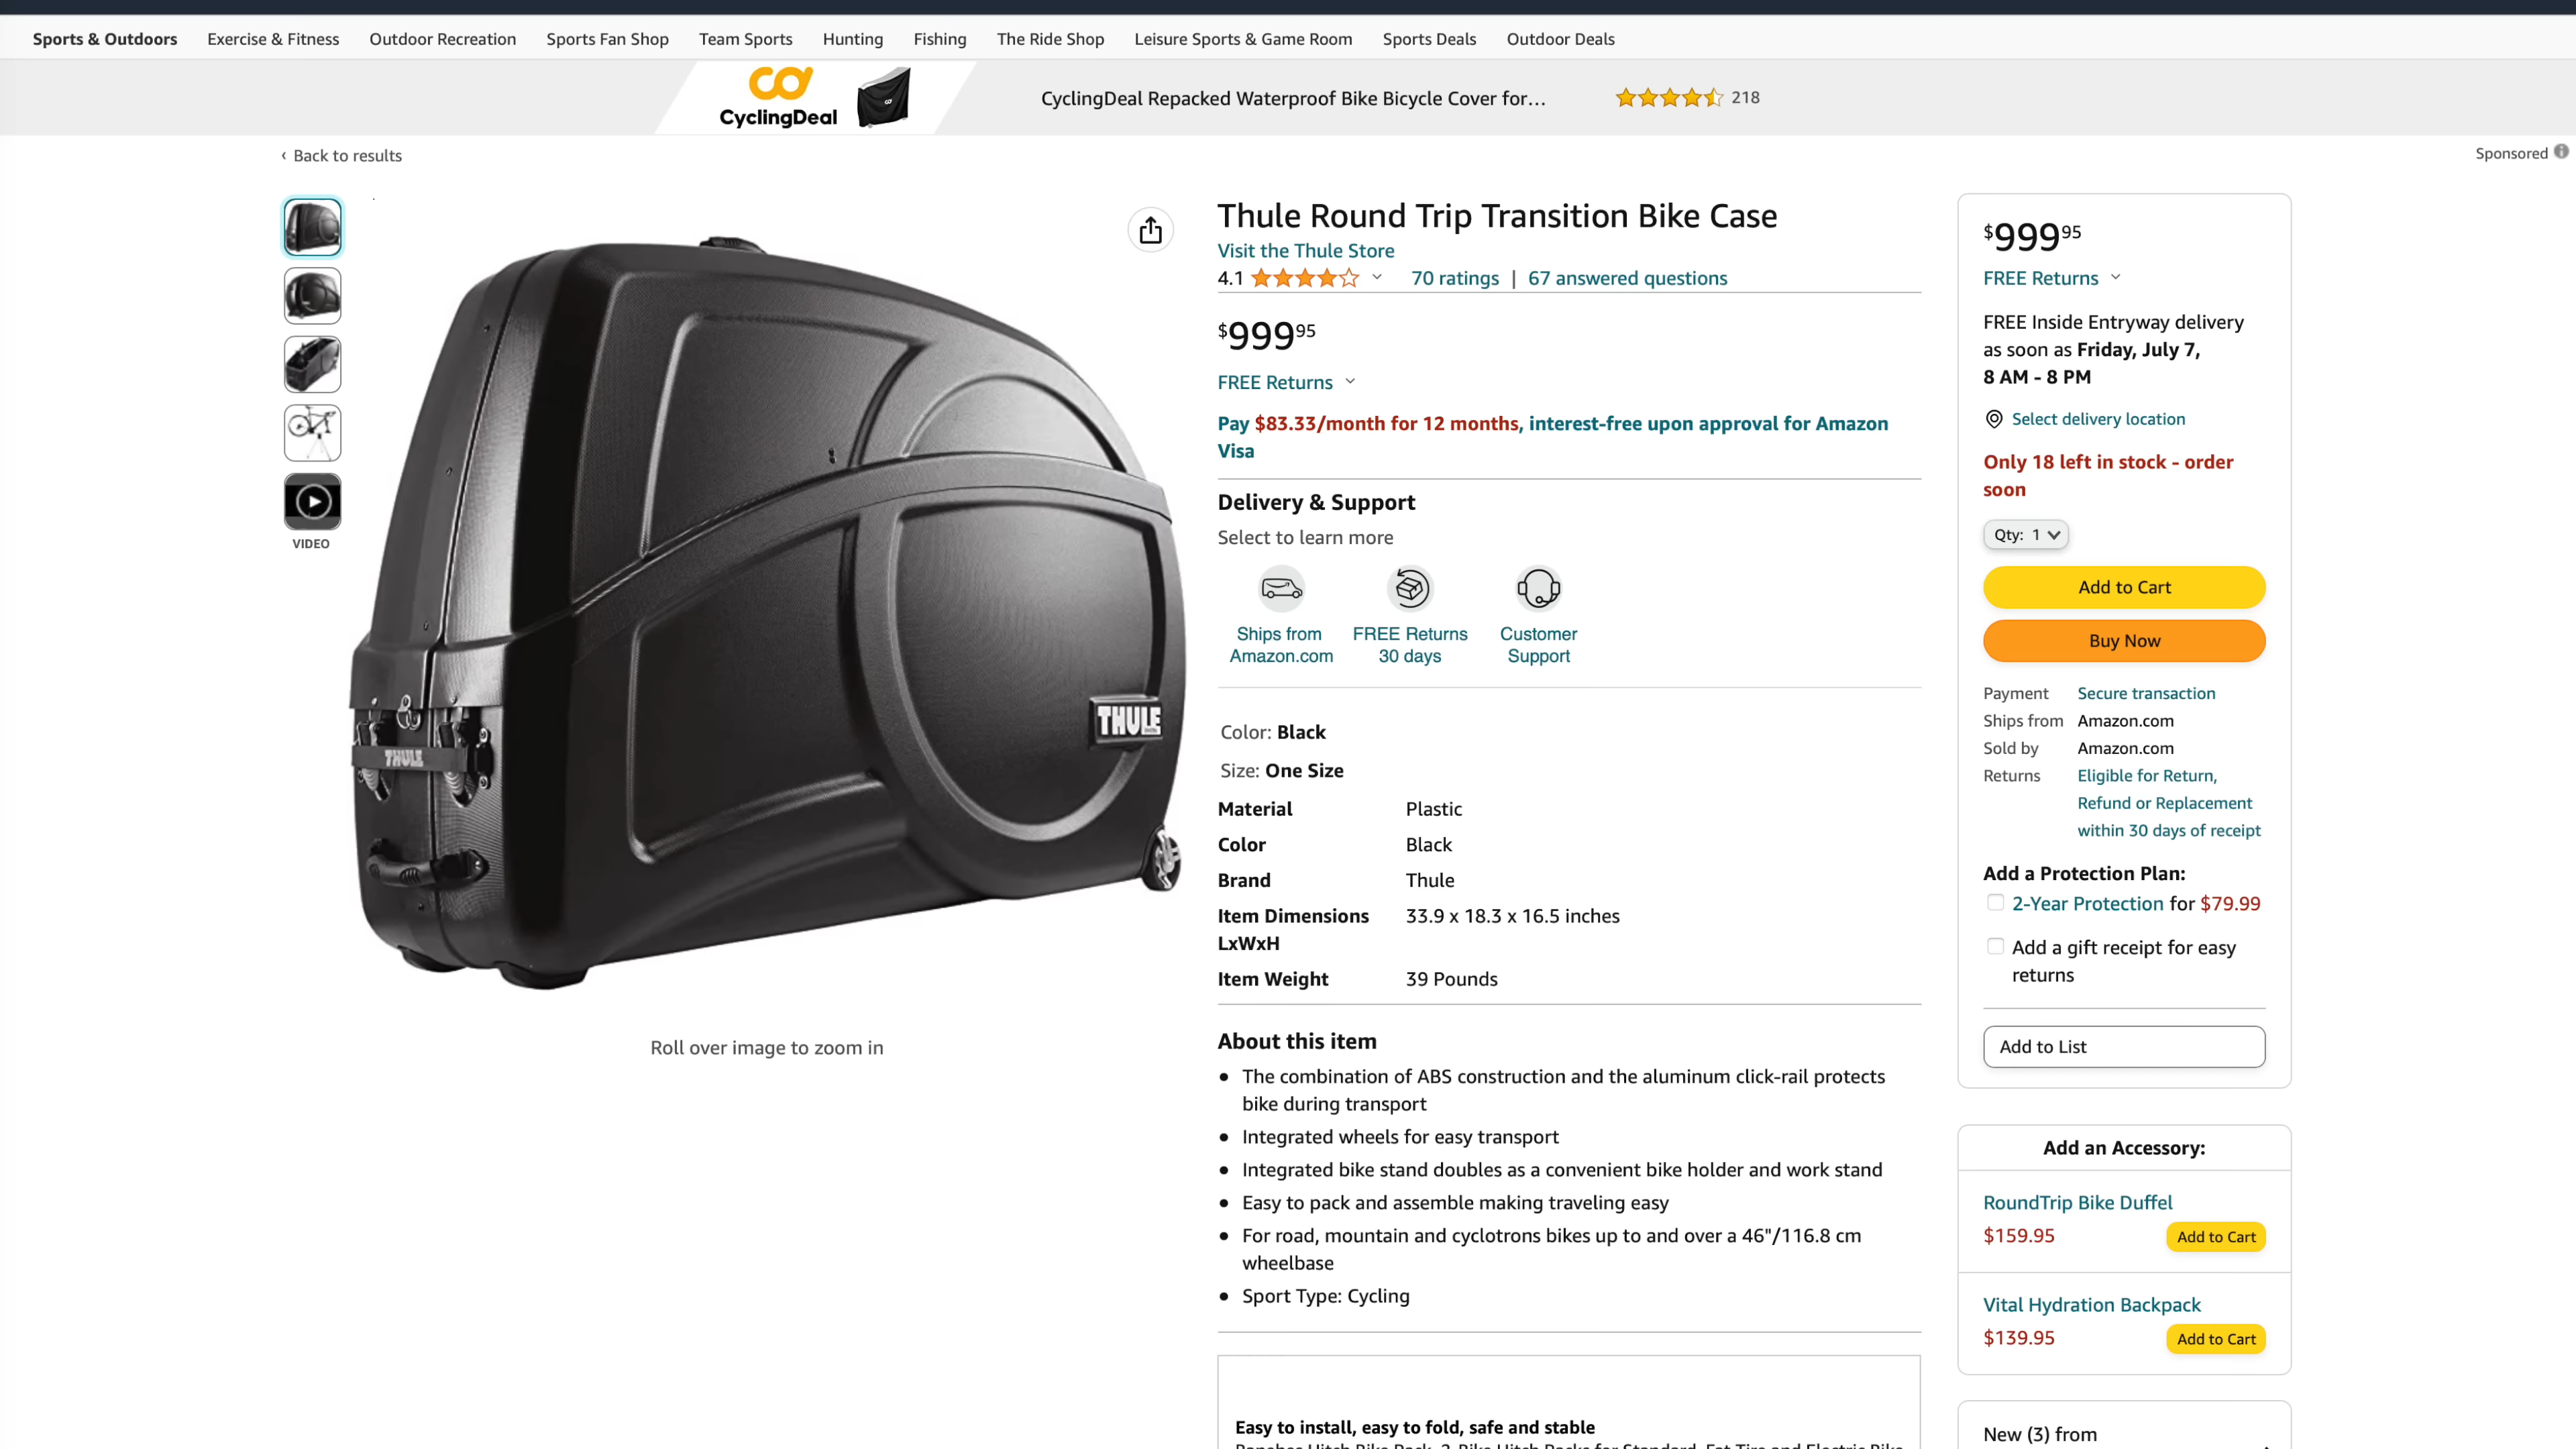 Sports & Outdoors Exercise & Fitness Outdoor Recreation Sports Fan Shop Team Sports Hunting Fishing The Ride Shop Leisure Sports & Game Room Sports Deals Outdoor Deals
CyclingDeal
CyclingDeal Repacked Waterproof Bike Bicycle Cover for… 218
‹ Back to results
Sponsored
VIDEO
THULE
THULE
Roll over image to zoom in
Thule Round Trip Transition Bike Case
Visit the Thule Store
4.1 70 ratings | 67 answered questions
$999.95
FREE Returns
Pay $83.33/month for 12 months, interest-free upon approval for Amazon
Visa
Delivery & Support
Select to learn more
Ships from
Amazon.com
FREE Returns
30 days
Customer
Support
Color: Black
Size: One Size
Material Plastic
Color Black
Brand Thule
Item Dimensions 33.9 x 18.3 x 16.5 inches
LxWxH
Item Weight 39 Pounds
About this item
• The combination of ABS construction and the aluminum click-rail protects
bike during transport
• Integrated wheels for easy transport
• Integrated bike stand doubles as a convenient bike holder and work stand
• Easy to pack and assemble making traveling easy
• For road, mountain and cyclotrons bikes up to and over a 46"/116.8 cm
wheelbase
• Sport Type: Cycling
Easy to install, easy to fold, safe and stable
$999.95
FREE Returns
FREE Inside Entryway delivery
as soon as Friday, July 7,
8 AM - 8 PM
Select delivery location
Only 18 left in stock - order
soon
Qty: 1
Add to Cart
Buy Now
Payment Secure transaction
Ships from Amazon.com
Sold by Amazon.com
Returns Eligible for Return,
Refund or Replacement
within 30 days of receipt
Add a Protection Plan:
2-Year Protection for $79.99
Add a gift receipt for easy
returns
Add to List
Add an Accessory:
RoundTrip Bike Duffel
$159.95 Add to Cart
Vital Hydration Backpack
$139.95 Add to Cart
New (3) from